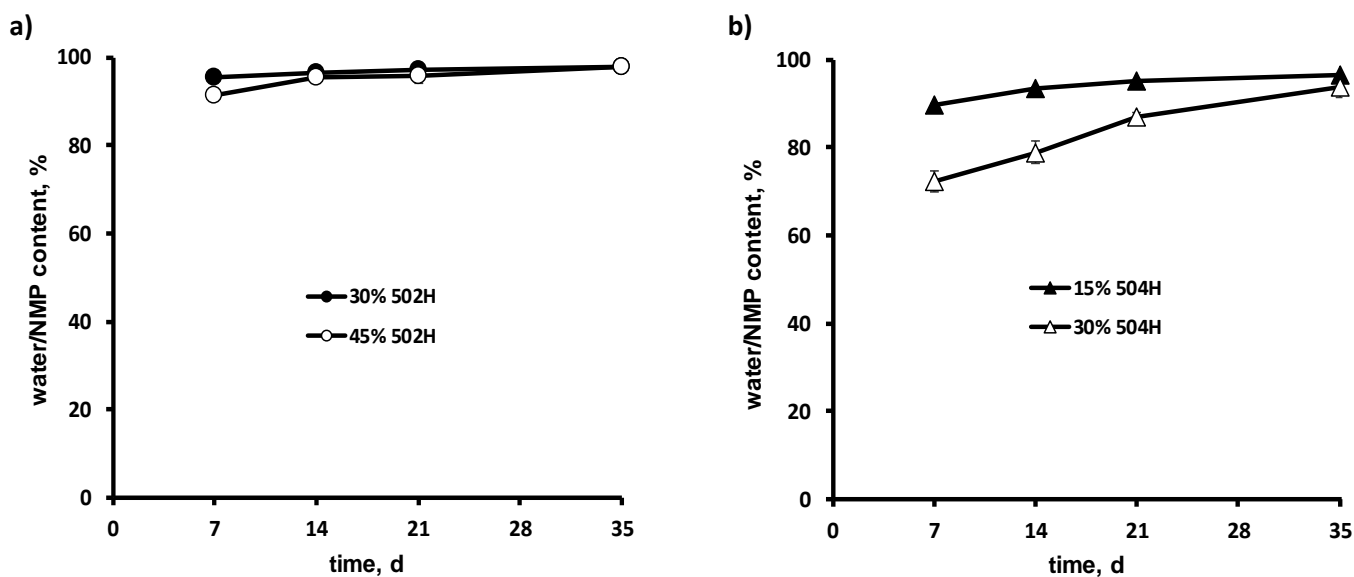 a)
water/NMP content, %
100
80
60
40
20
0
0 7 14 21 28 35
time, d
30% 502H
45% 502H
b)
water/NMP content, %
100
80
60
40
20
0
0 7 14 21 28 35
time, d
15% 504H
30% 504H